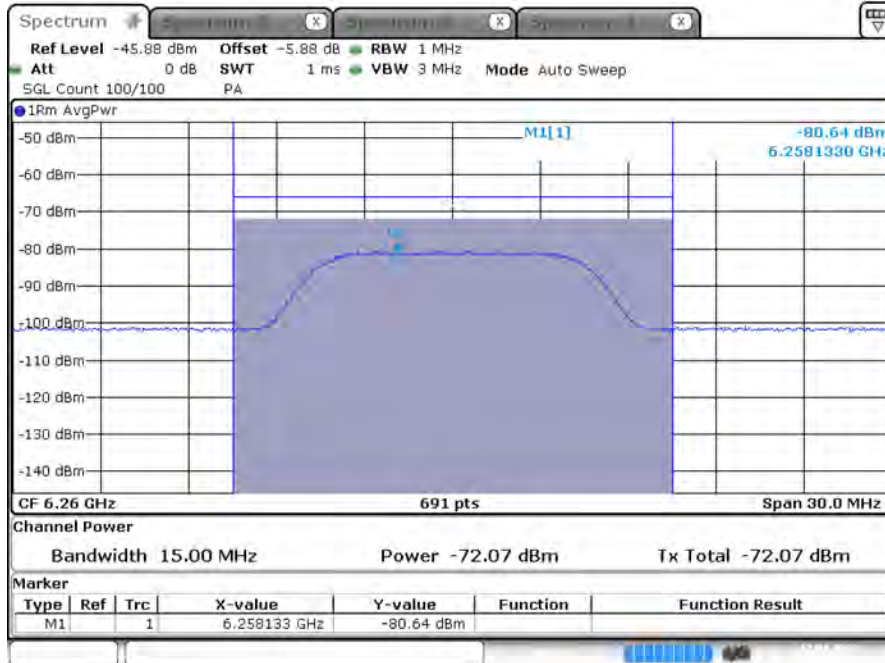 Spectrum
Ref Level -45.88 dBm Offset -5.88 dB RBW 1 MHz
Att 0 dB SWT 1 ms VBW 3 MHz Mode Auto Sweep
SGL Count 100/100 PA
1Rm AvgPwr
M1[1] -80.64 dBm
6.2581330 GHz
-50 dBm
-60 dBm
-70 dBm
-80 dBm
-90 dBm
-100 dBm
-110 dBm
-120 dBm
-130 dBm
-140 dBm
CF 6.26 GHz 691 pts Span 30.0 MHz
Channel Power
Bandwidth 15.00 MHz Power -72.07 dBm Tx Total -72.07 dBm
Marker
Type Ref Trc X-value Y-value Function Function Result
M1 1 6.258133 GHz -80.64 dBm